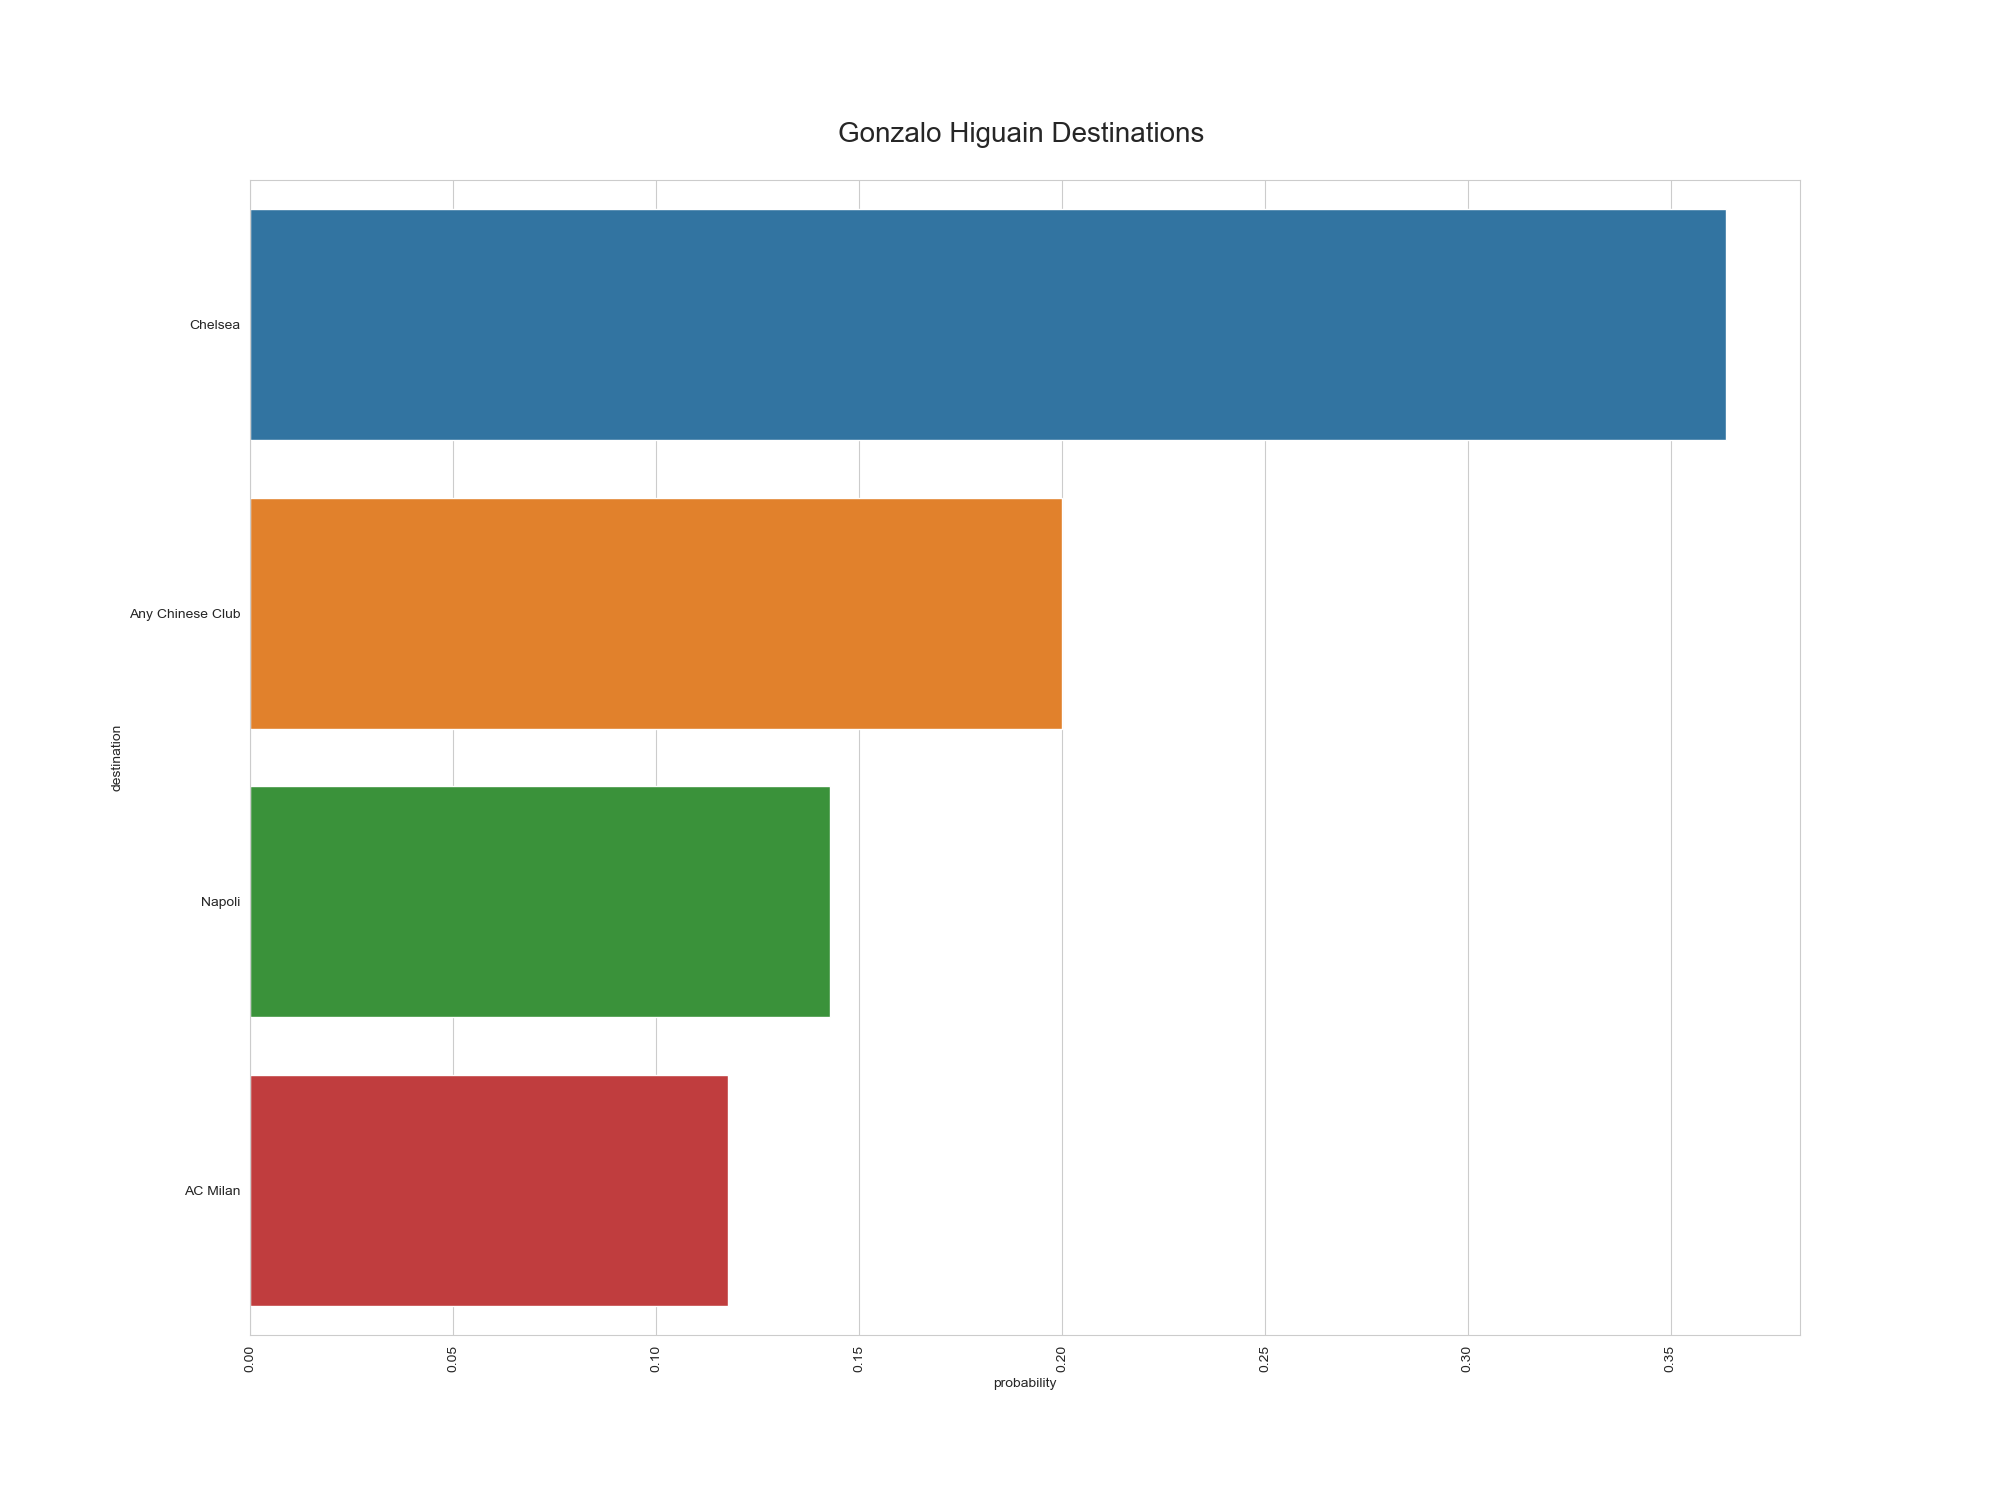 Gonzalo Higuain Destinations
Chelsea
Any Chinese Club
Napoli
AC Milan
destination
0.00
0.05
0.10
0.15
0.20
0.25
0.30
0.35
probability